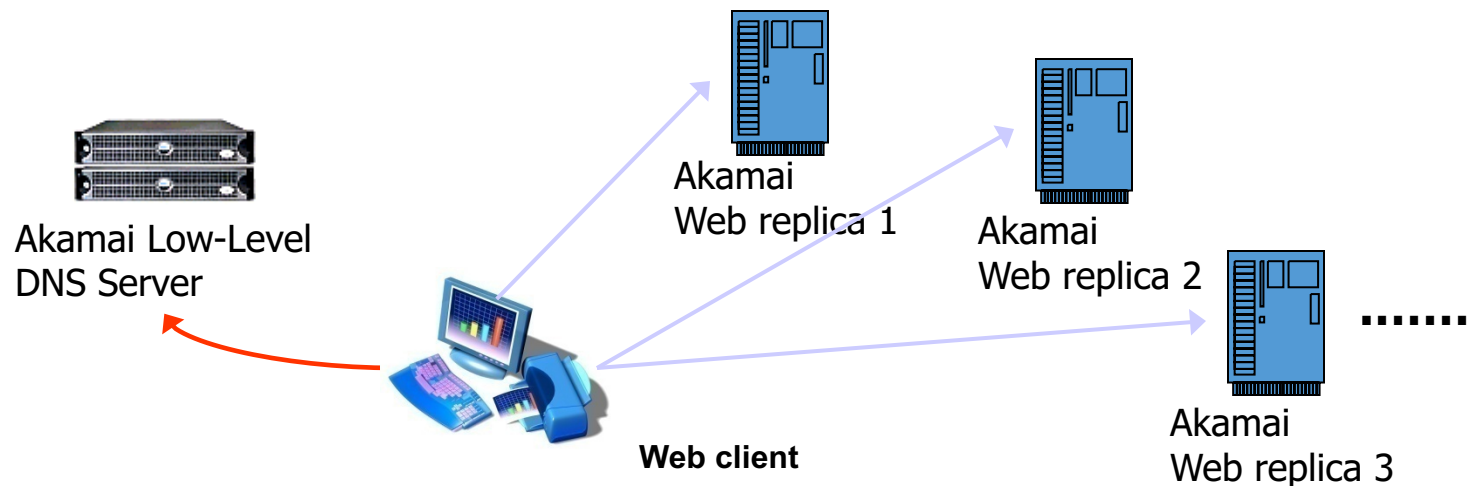 Akamai
Web replica 1
Akamai
Web replica 2
Akamai Low-Level
DNS Server
.......
Akamai
Web replica 3
Web client